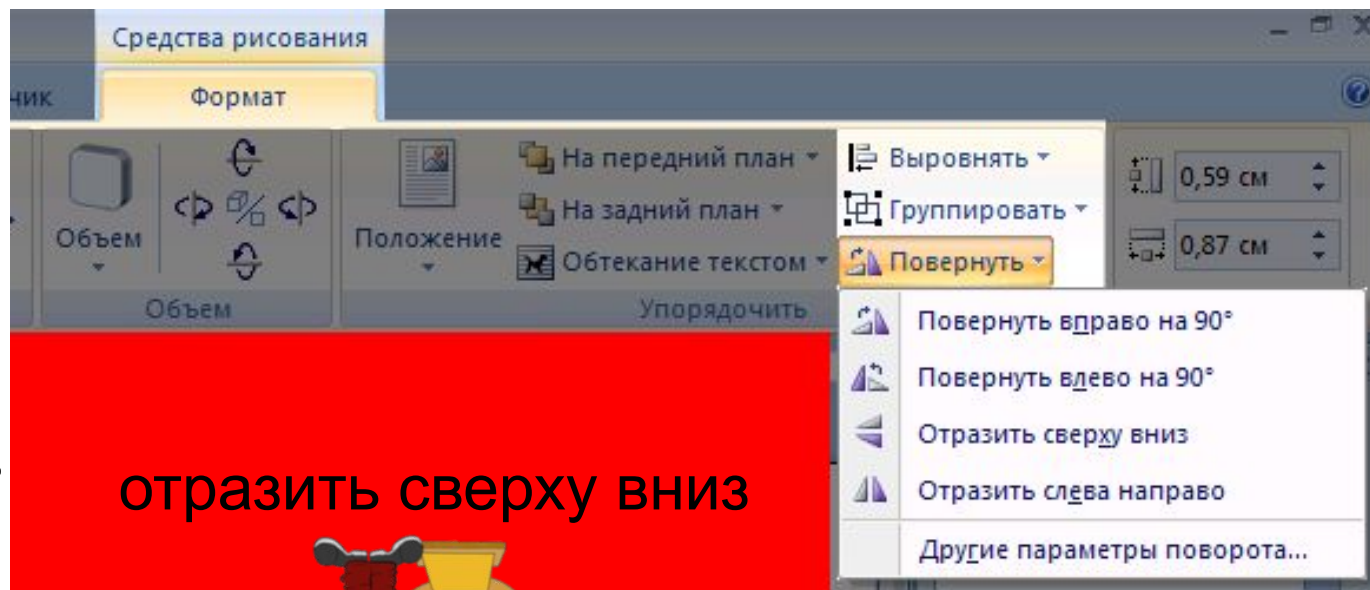 Средства рисования
чик
Формат
На передний план
Выровнять
0,59 см
На задний план
Группировать
Объем
Положение
Обтекание текстом
Повернуть
0,87 см
Объем
Упорядочить
Повернуть вправо на 90°
Повернуть влево на 90°
Отразить сверху вниз
Отразить слева направо
Другие параметры поворота...
отразить сверху вниз